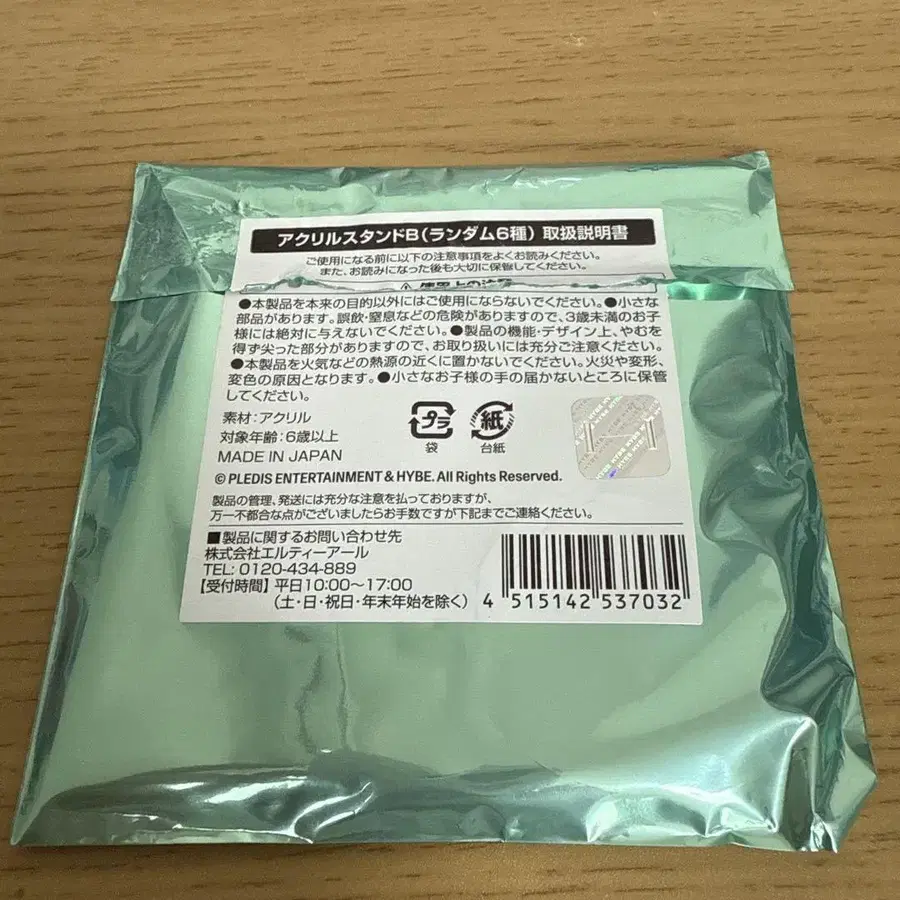 アクリルスタンドB(ランダム6種) 取扱説明書
ご使用になる前に以下の注意事項をよくお読みください。
また、お読みになった後も大切に保管してください。
●本製品を本来の目的以外にはご使用にならないでください。●小さな
部品があります。誤飲・窒息などの危険がありますので、3歳未満のお子
様には絶対に与えないでください。●製品の機能・デザイン上、やむを
得ず尖った部分がありますので、お取り扱いには充分ご注意ください。
●本製品を火気などの熱源の近くに置かないでください。火災や変形、
変色の原因となります。●小さなお子様の手の届かないところに保管
してください。
素材:アクリル
対象年齢:6歳以上
MADE IN JAPAN
プラ
袋
紙
台紙
HYBE
© PLEDIS ENTERTAINMENT & HYBE. All Rights Reserved.
製品の管理、発送には充分な注意を払っておりますが、
万一不都合な点がございましたらお手数ですが下記までご連絡ください。
■製品に関するお問い合わせ先
株式会社エルティーアール
TEL: 0120-434-889
【受付時間】平日10:00~17:00
(土・日・祝日・年末年始を除く)
4 515142 537032